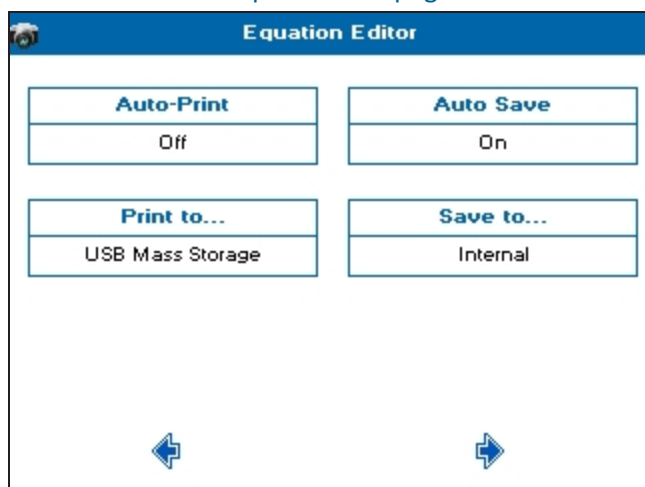 Equation Editor
Auto-Print
Off
Auto Save
On
Print to...
USB Mass Storage
Save to...
Internal